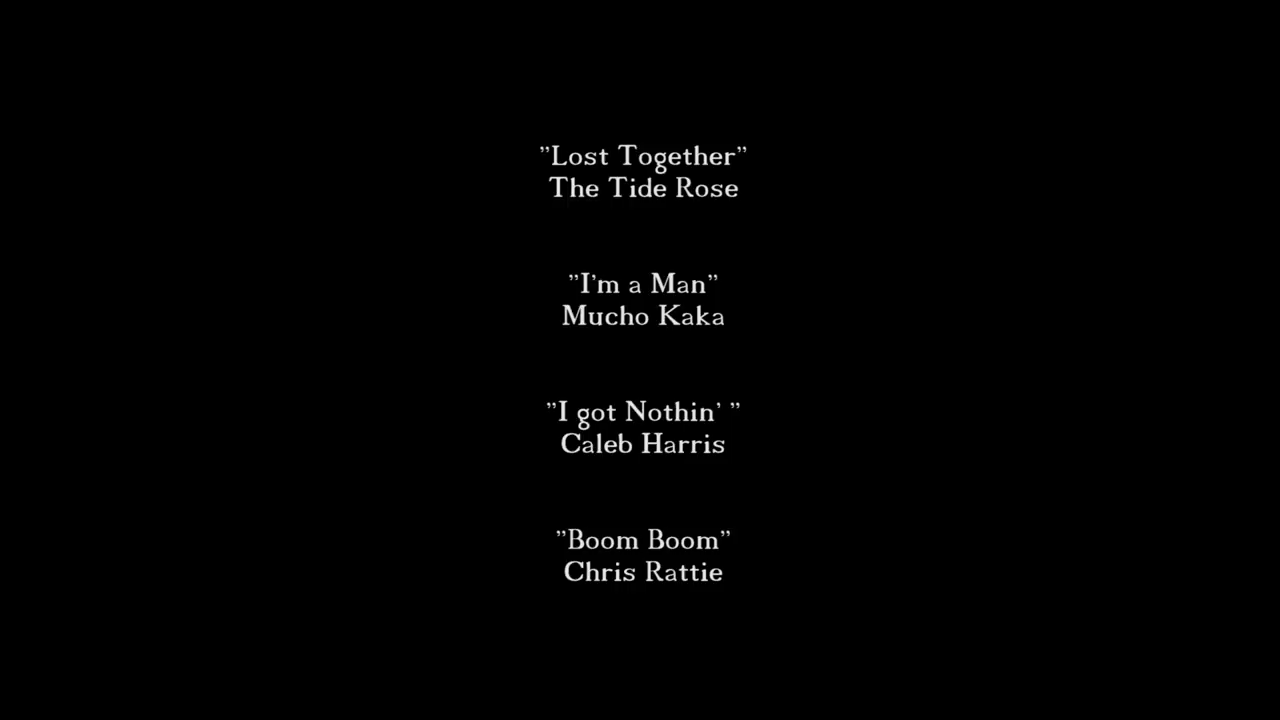 ”Lost Together”
The Tide Rose
”I’m a Man”
Mucho Kaka
”I got Nothin’ ”
Caleb Harris
”Boom Boom”
Chris Rattie